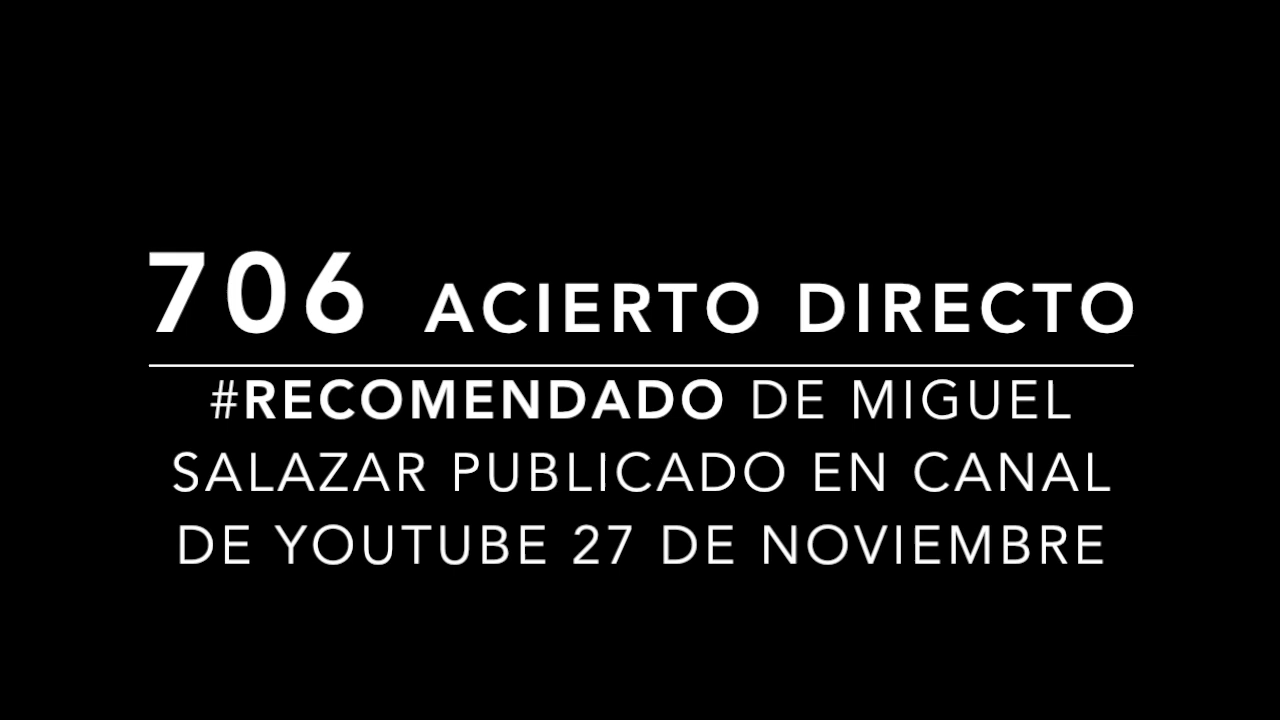 706 ACIERTO DIRECTO
#RECOMENDADO DE MIGUEL
SALAZAR PUBLICADO EN CANAL
DE YOUTUBE 27 DE NOVIEMBRE